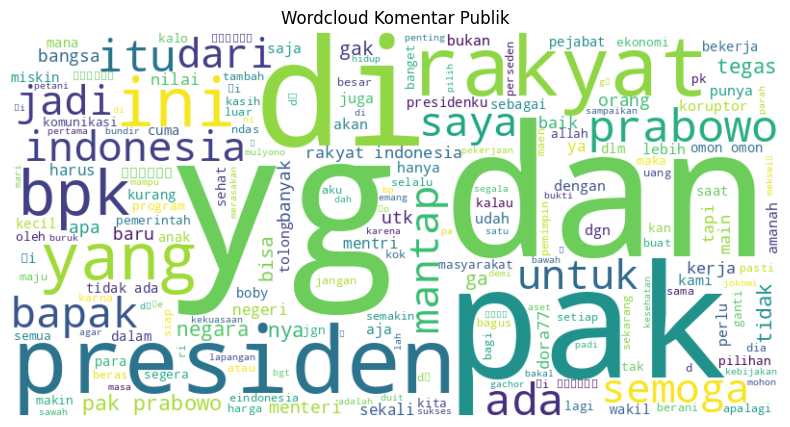 Wordcloud Komentar Publik
yg
dan
pak
di
presiden
rakyat
yang
ini
itu
dari
jadi
indonesia
bpk
bapak
saya
prabowo
mantap
untuk
semoga
ada
mana
kalo
bangsa
miskin
nilai
saja
gak
bukan
pejabat
ekonomi
bekerja
tegas
petani
tambah
hidup
banget
penting
pilih
perseden
pk
punya
komunikasi
kasih
besar
juga
presidenku
sebagai
orang
koruptor
sampaikan
parah
pertama
bundir
cuma
luar
ndas
akan
baik
allah
dlm
lebih
omon omon
harus
mulyono
sehat
rakyat indonesia
hanya
ya
maka
uang
mari
mampu
merasakan
aku
selalu
pekerjaan
dengan
saat
kurang
program
dah
bp
kalau
segala
bukti
tapi
main
maen
kecil
apa
pemerintah
tolongbanyak
emang
udah
pemimpin
kan
amanah
oleh
buruk
baru
anak
utk
karena
satu
dgn
buat
bisa
mentri
kok
pa
masyarakat
kami
pasti
maju
tidak ada
jangan
ga
bawah
demi
kerja
sama
karna
siap
boby
semakin
aset
kesehatan
jokowi
negeri
bagus
setiap
sekarang
perlu
ganti
tidak
semua
agar
dalam
kekuasaan
negara
nya
jgn
aja
lah
bagi
dora77
pilihan
dia
kebijakan
para
ri
lapangan
padi
tak
d
beras
segera
atau
bgt
bakal
mohon
makin
masa
eindonesia
adalah
duit
kita
gachor
sawah
pak prabowo
harga
menteri
sukses
sekali
lagi
wakil
berani
apalagi